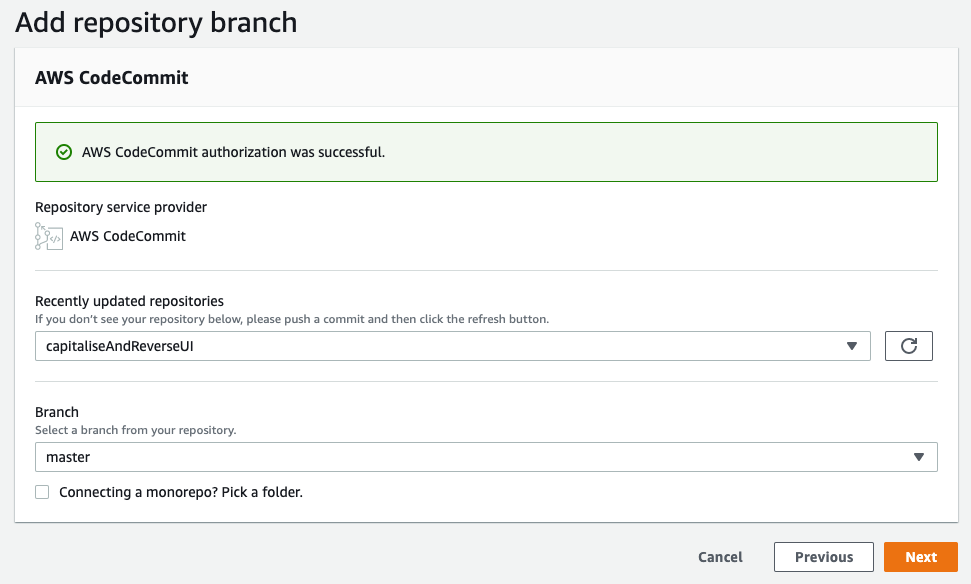 Add repository branch
AWS CodeCommit
AWS CodeCommit authorization was successful.
Repository service provider
AWS CodeCommit
Recently updated repositories
If you don't see your repository below, please push a commit and then click the refresh button.
capitaliseAndReverseUI
Branch
Select a branch from your repository.
master
Connecting a monorepo? Pick a folder.
Cancel Previous Next